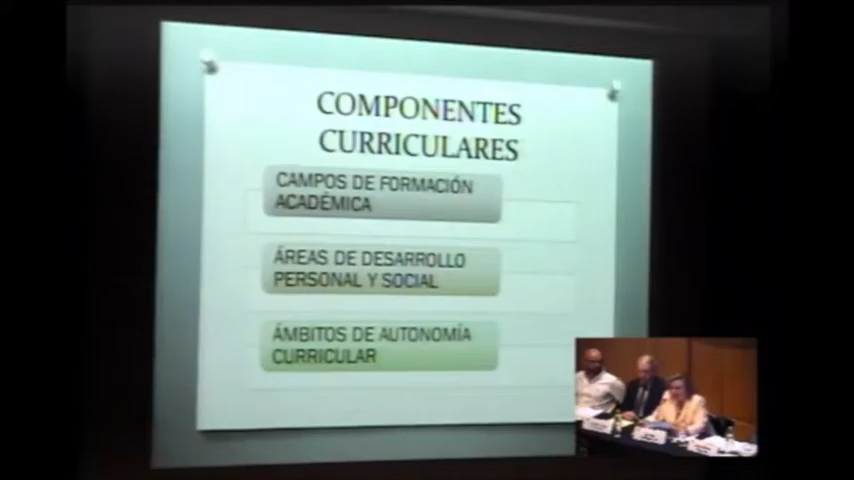 COMPONENTES
CURRICULARES
CAMPOS DE FORMACIÓN
ACADÉMICA
ÁREAS DE DESARROLLO
PERSONAL Y SOCIAL
ÁMBITOS DE AUTONOMÍA
CURRICULAR